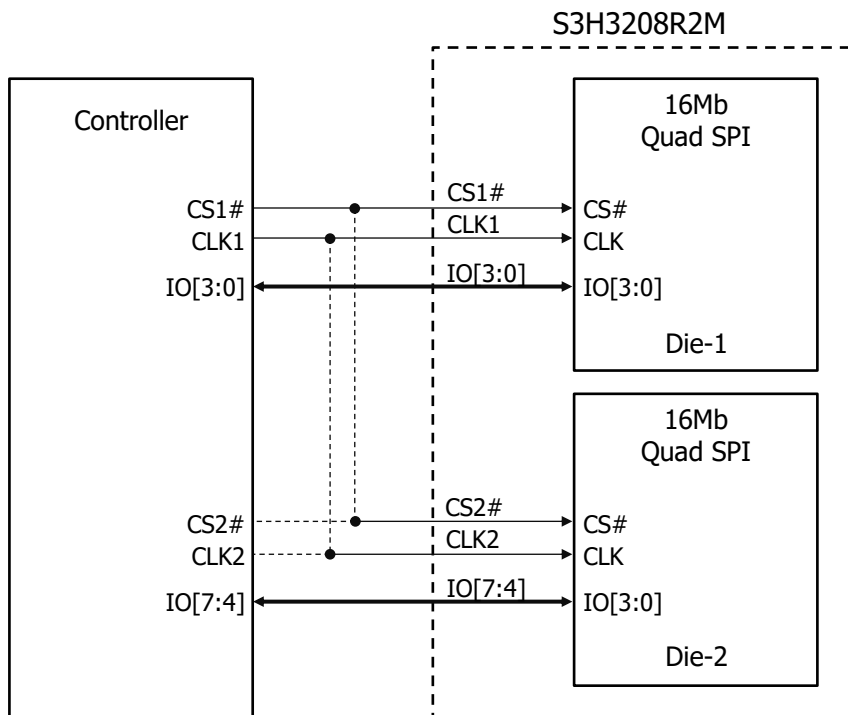 S3H3208R2M
Controller
16Mb
Quad SPI
CS1#
CS1#
CS#
CLK1
CLK1
CLK
IO[3:0]
IO[3:0]
IO[3:0]
Die-1
16Mb
Quad SPI
CS2#
CS2#
CS#
CLK2
CLK2
CLK
IO[7:4]
IO[7:4]
IO[3:0]
Die-2